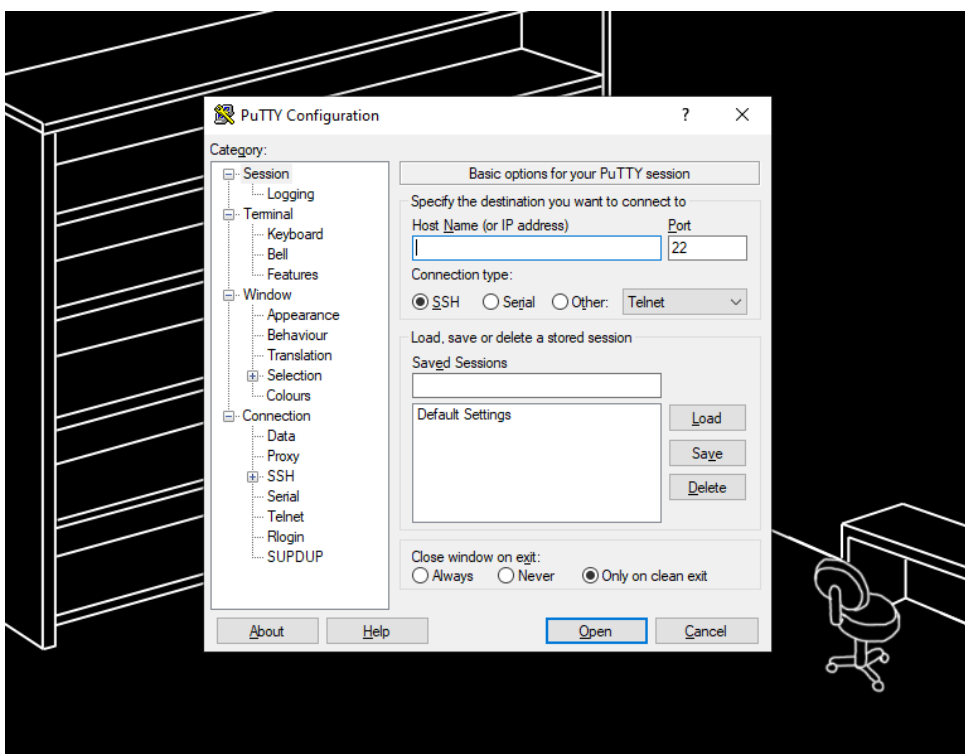 PuTTY Configuration
?
Category:
Session
Logging
Terminal
Keyboard
Bell
Features
Window
Appearance
Behaviour
Translation
Selection
Colours
Connection
Data
Proxy
SSH
Serial
Telnet
Rlogin
SUPDUP
Basic options for your PuTTY session
Specify the destination you want to connect to
Host Name (or IP address) Port
22
Connection type:
SSH Serial Other: Telnet
Load, save or delete a stored session
Saved Sessions
Default Settings
Load
Save
Delete
Close window on exit:
Always Never Only on clean exit
About Help Open Cancel